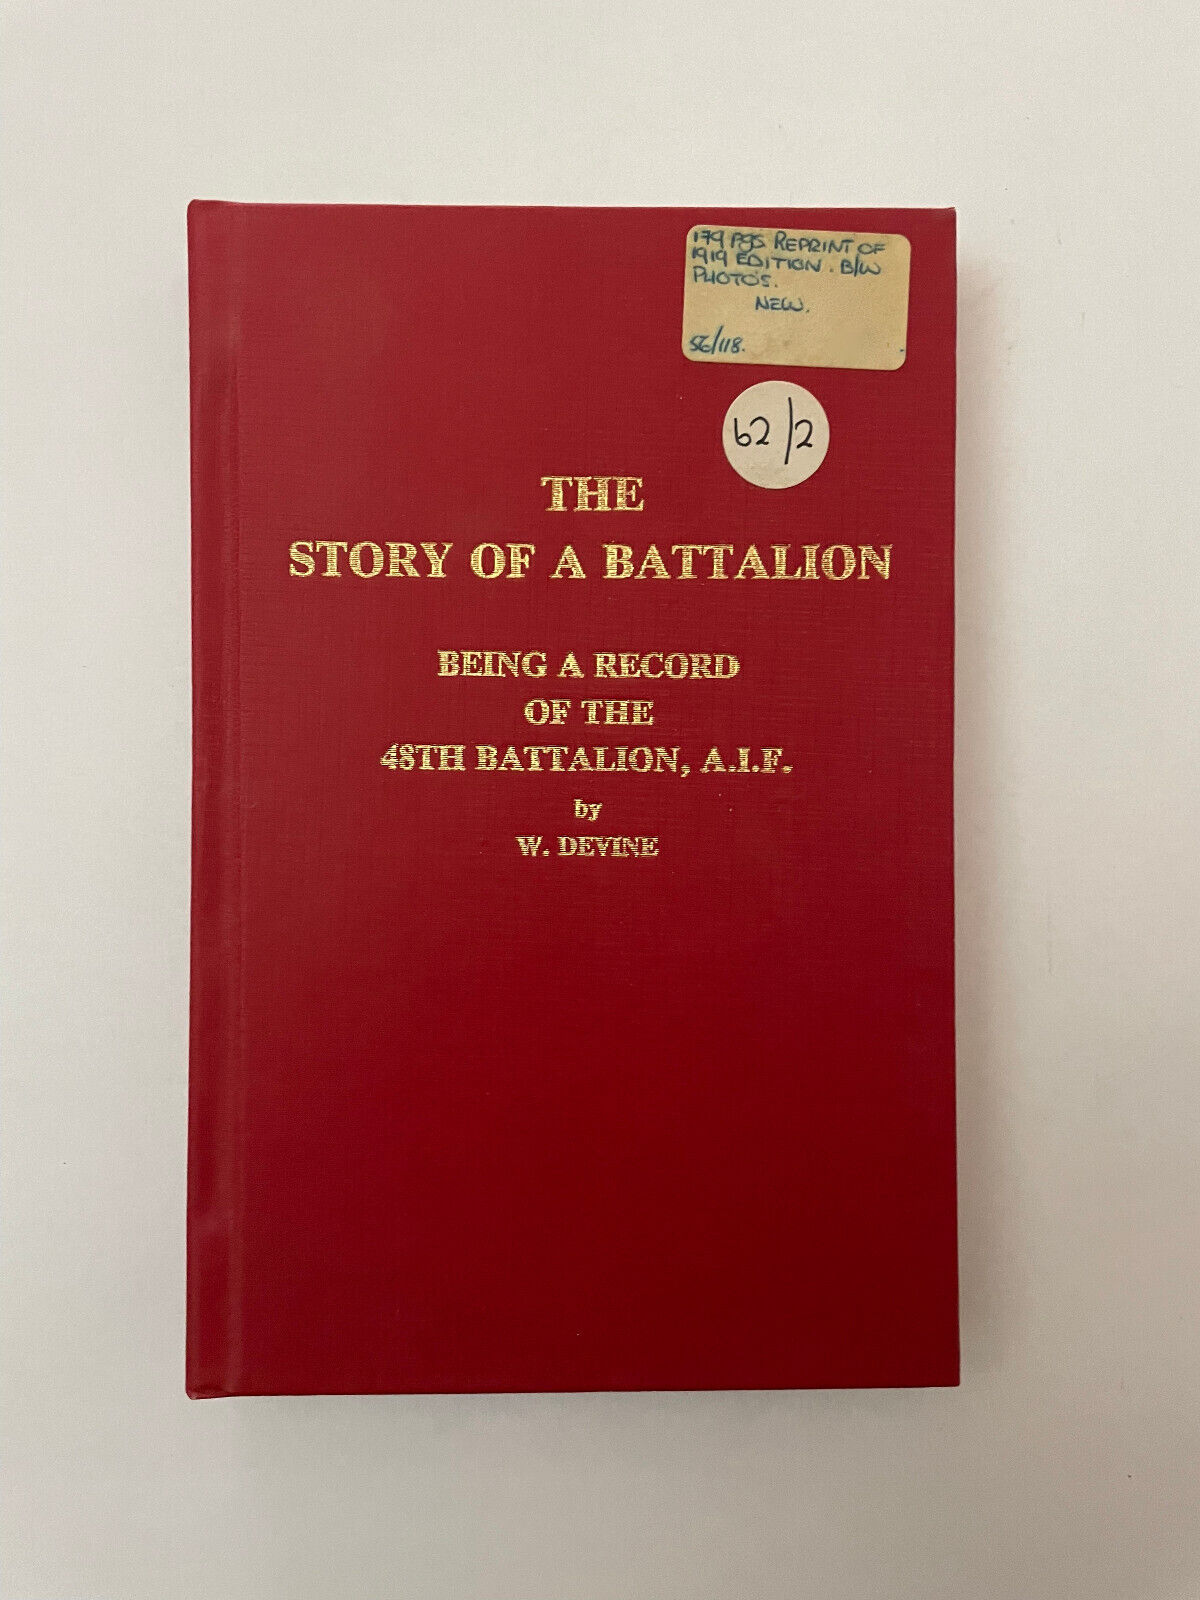 179 PGS REPRINT OF
1919 EDITION. B/W
PHOTO'S.
NEW.
56/118.
62/2
THE
STORY OF A BATTALION
BEING A RECORD
OF THE
48TH BATTALION, A.I.F.
by
W. DEVINE